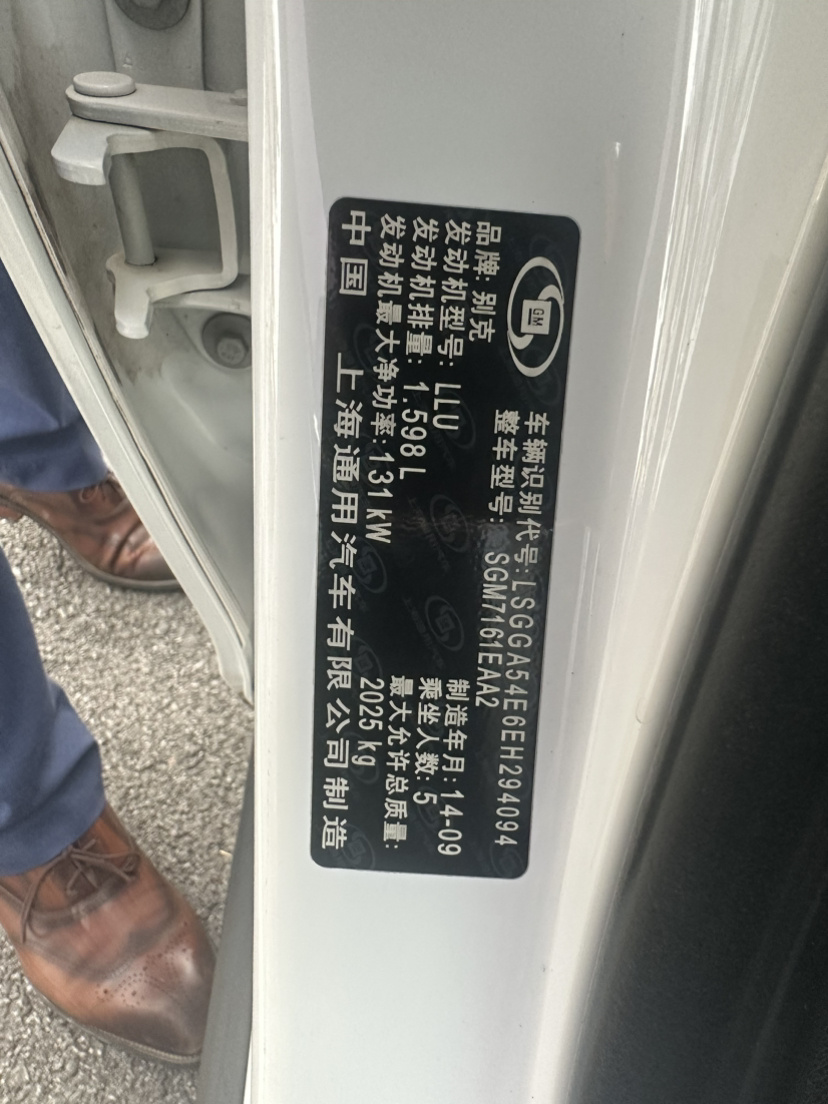 GM
车辆识别代号:LSGGA54E6EH294094
品牌: 别克 整车型号: SGM7161EAA2
发动机型号: LLU 制造年月: 14-09
发动机排量: 1.598L 乘坐人数: 5
发动机最大净功率:131kW 最大允许总质量:
2025 kg
中国 上海通用汽车有限公司制造